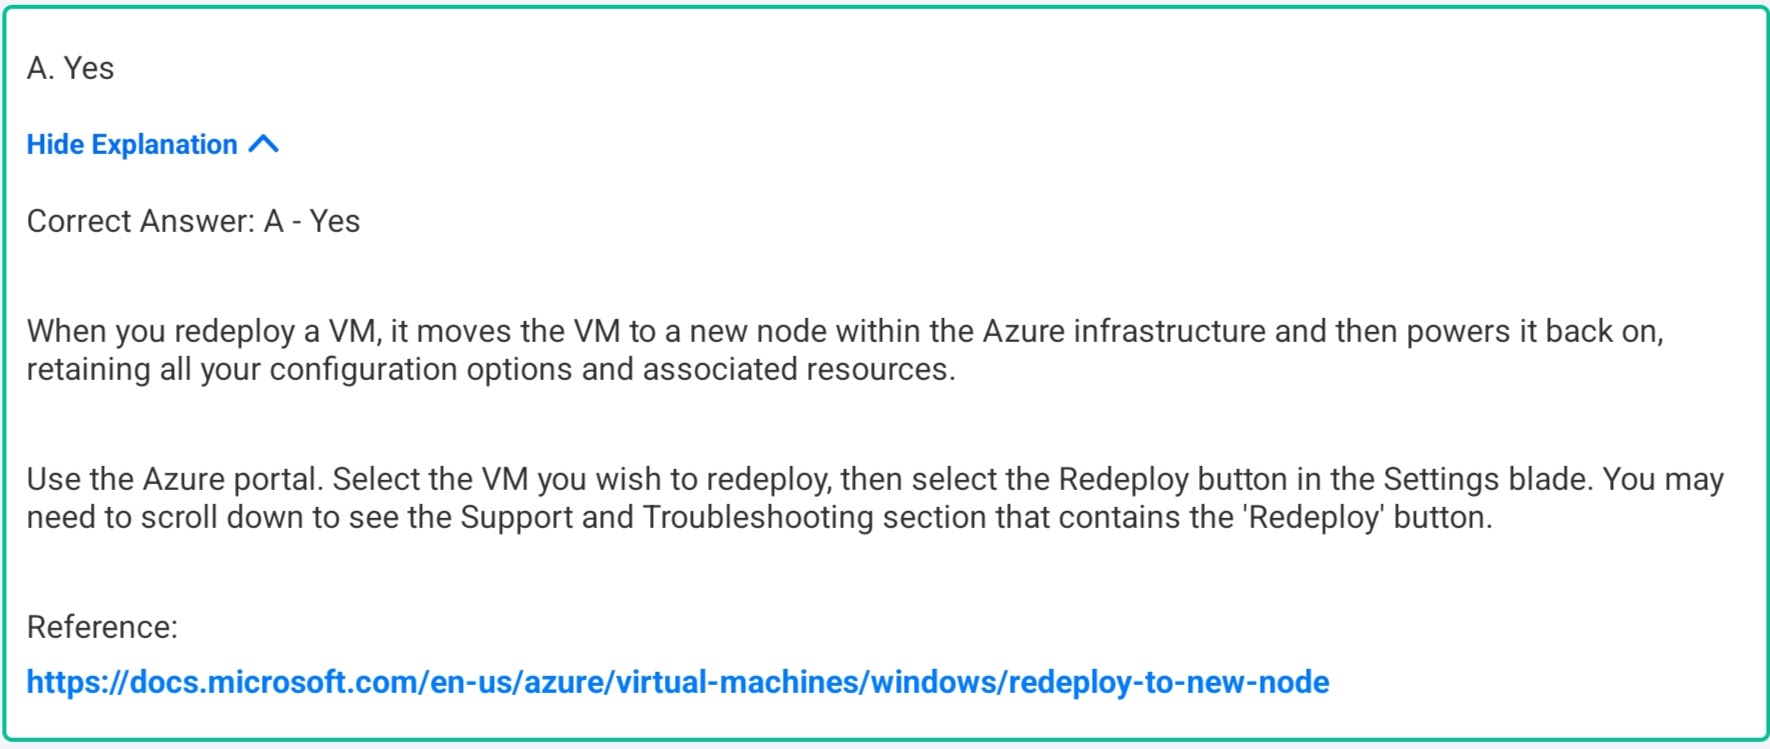 A. Yes
Hide Explanation
Correct Answer: A - Yes
When you redeploy a VM, it moves the VM to a new node within the Azure infrastructure and then powers it back on,
retaining all your configuration options and associated resources.
Use the Azure portal. Select the VM you wish to redeploy, then select the Redeploy button in the Settings blade. You may
need to scroll down to see the Support and Troubleshooting section that contains the 'Redeploy' button.
Reference:
https://docs.microsoft.com/en-us/azure/virtual-machines/windows/redeploy-to-new-node